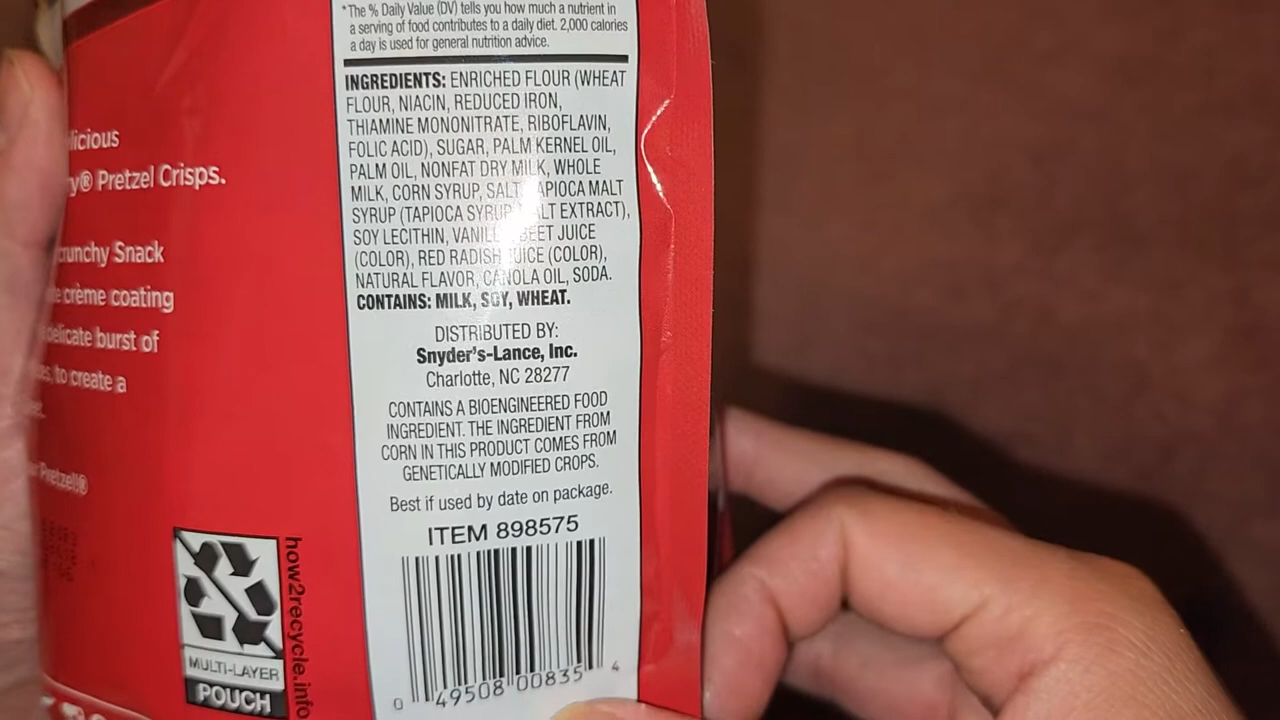 *The % Daily Value (DV) tells you how much a nutrient in
a serving of food contributes to a daily diet. 2,000 calories
a day is used for general nutrition advice.
INGREDIENTS: ENRICHED FLOUR (WHEAT
FLOUR, NIACIN, REDUCED IRON,
THIAMINE MONONITRATE, RIBOFLAVIN,
FOLIC ACID), SUGAR, PALM KERNEL OIL,
PALM OIL, NONFAT DRY MILK, WHOLE
MILK, CORN SYRUP, SALT, TAPIOCA MALT
SYRUP (TAPIOCA SYRUP, MALT EXTRACT),
SOY LECITHIN, VANILLA, BEET JUICE
(COLOR), RED RADISH JUICE (COLOR),
NATURAL FLAVOR, CANOLA OIL, SODA.
CONTAINS: MILK, SOY, WHEAT.
DISTRIBUTED BY:
Snyder's-Lance, Inc.
Charlotte, NC 28277
CONTAINS A BIOENGINEERED FOOD
INGREDIENT. THE INGREDIENT FROM
CORN IN THIS PRODUCT COMES FROM
GENETICALLY MODIFIED CROPS.
Best if used by date on package.
ITEM 898575
0 49508 00835 4
licious
y® Pretzel Crisps.
crunchy Snack
crème coating
delicate burst of
to create a
Pretzel!®
MULTI-LAYER
POUCH
how2recycle.info